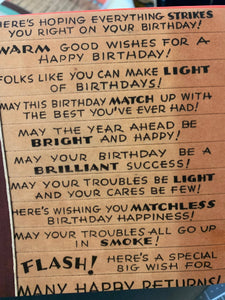 HERE'S HOPING EVERYTHING STRIKES
YOU RIGHT ON YOUR BIRTHDAY!
WARM GOOD WISHES FOR A
HAPPY BIRTHDAY!
FOLKS LIKE YOU CAN MAKE LIGHT
OF BIRTHDAYS!
MAY THIS BIRTHDAY MATCH UP WITH
THE BEST YOU'VE EVER HAD!
MAY THE YEAR AHEAD BE
BRIGHT AND HAPPY!
MAY YOUR BIRTHDAY BE A
BRILLIANT SUCCESS!
MAY YOUR TROUBLES BE LIGHT
AND YOUR CARES BE FEW!
HERE'S WISHING YOU MATCHLESS
BIRTHDAY HAPPINESS!
MAY YOUR TROUBLES ALL GO UP
IN SMOKE!
FLASH! HERE'S A SPECIAL
BIG WISH FOR
MANY HAPPY RETURNS!